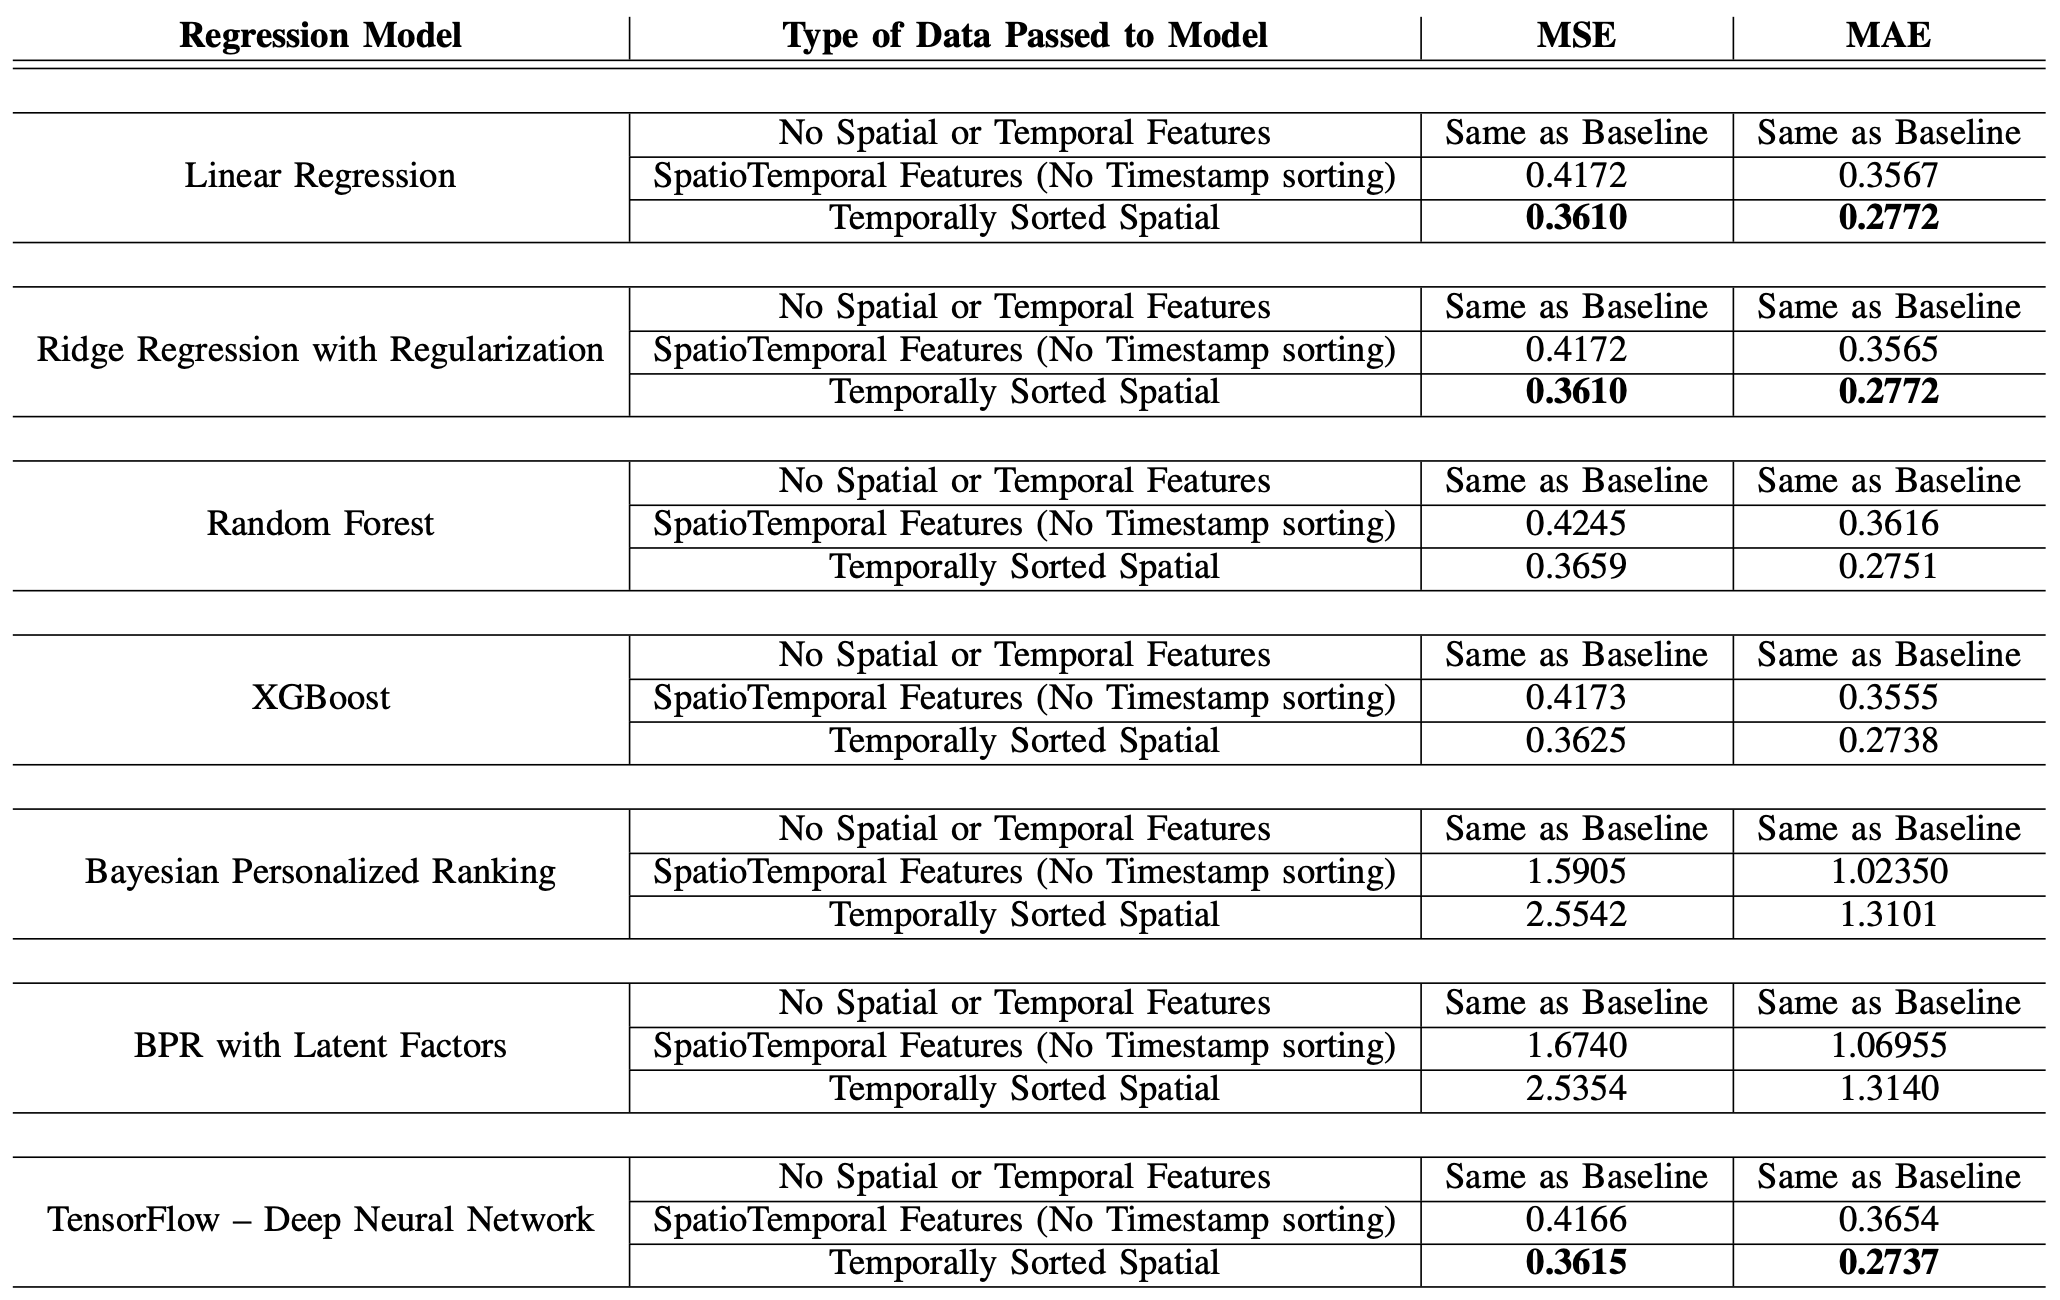 Regression Model Type of Data Passed to Model MSE MAE
No Spatial or Temporal Features Same as Baseline Same as Baseline
Linear Regression SpatioTemporal Features (No Timestamp sorting) 0.4172 0.3567
Temporally Sorted Spatial 0.3610 0.2772
No Spatial or Temporal Features Same as Baseline Same as Baseline
Ridge Regression with Regularization SpatioTemporal Features (No Timestamp sorting) 0.4172 0.3565
Temporally Sorted Spatial 0.3610 0.2772
No Spatial or Temporal Features Same as Baseline Same as Baseline
Random Forest SpatioTemporal Features (No Timestamp sorting) 0.4245 0.3616
Temporally Sorted Spatial 0.3659 0.2751
No Spatial or Temporal Features Same as Baseline Same as Baseline
XGBoost SpatioTemporal Features (No Timestamp sorting) 0.4173 0.3555
Temporally Sorted Spatial 0.3625 0.2738
No Spatial or Temporal Features Same as Baseline Same as Baseline
Bayesian Personalized Ranking SpatioTemporal Features (No Timestamp sorting) 1.5905 1.02350
Temporally Sorted Spatial 2.5542 1.3101
No Spatial or Temporal Features Same as Baseline Same as Baseline
BPR with Latent Factors SpatioTemporal Features (No Timestamp sorting) 1.6740 1.06955
Temporally Sorted Spatial 2.5354 1.3140
No Spatial or Temporal Features Same as Baseline Same as Baseline
TensorFlow – Deep Neural Network SpatioTemporal Features (No Timestamp sorting) 0.4166 0.3654
Temporally Sorted Spatial 0.3615 0.2737